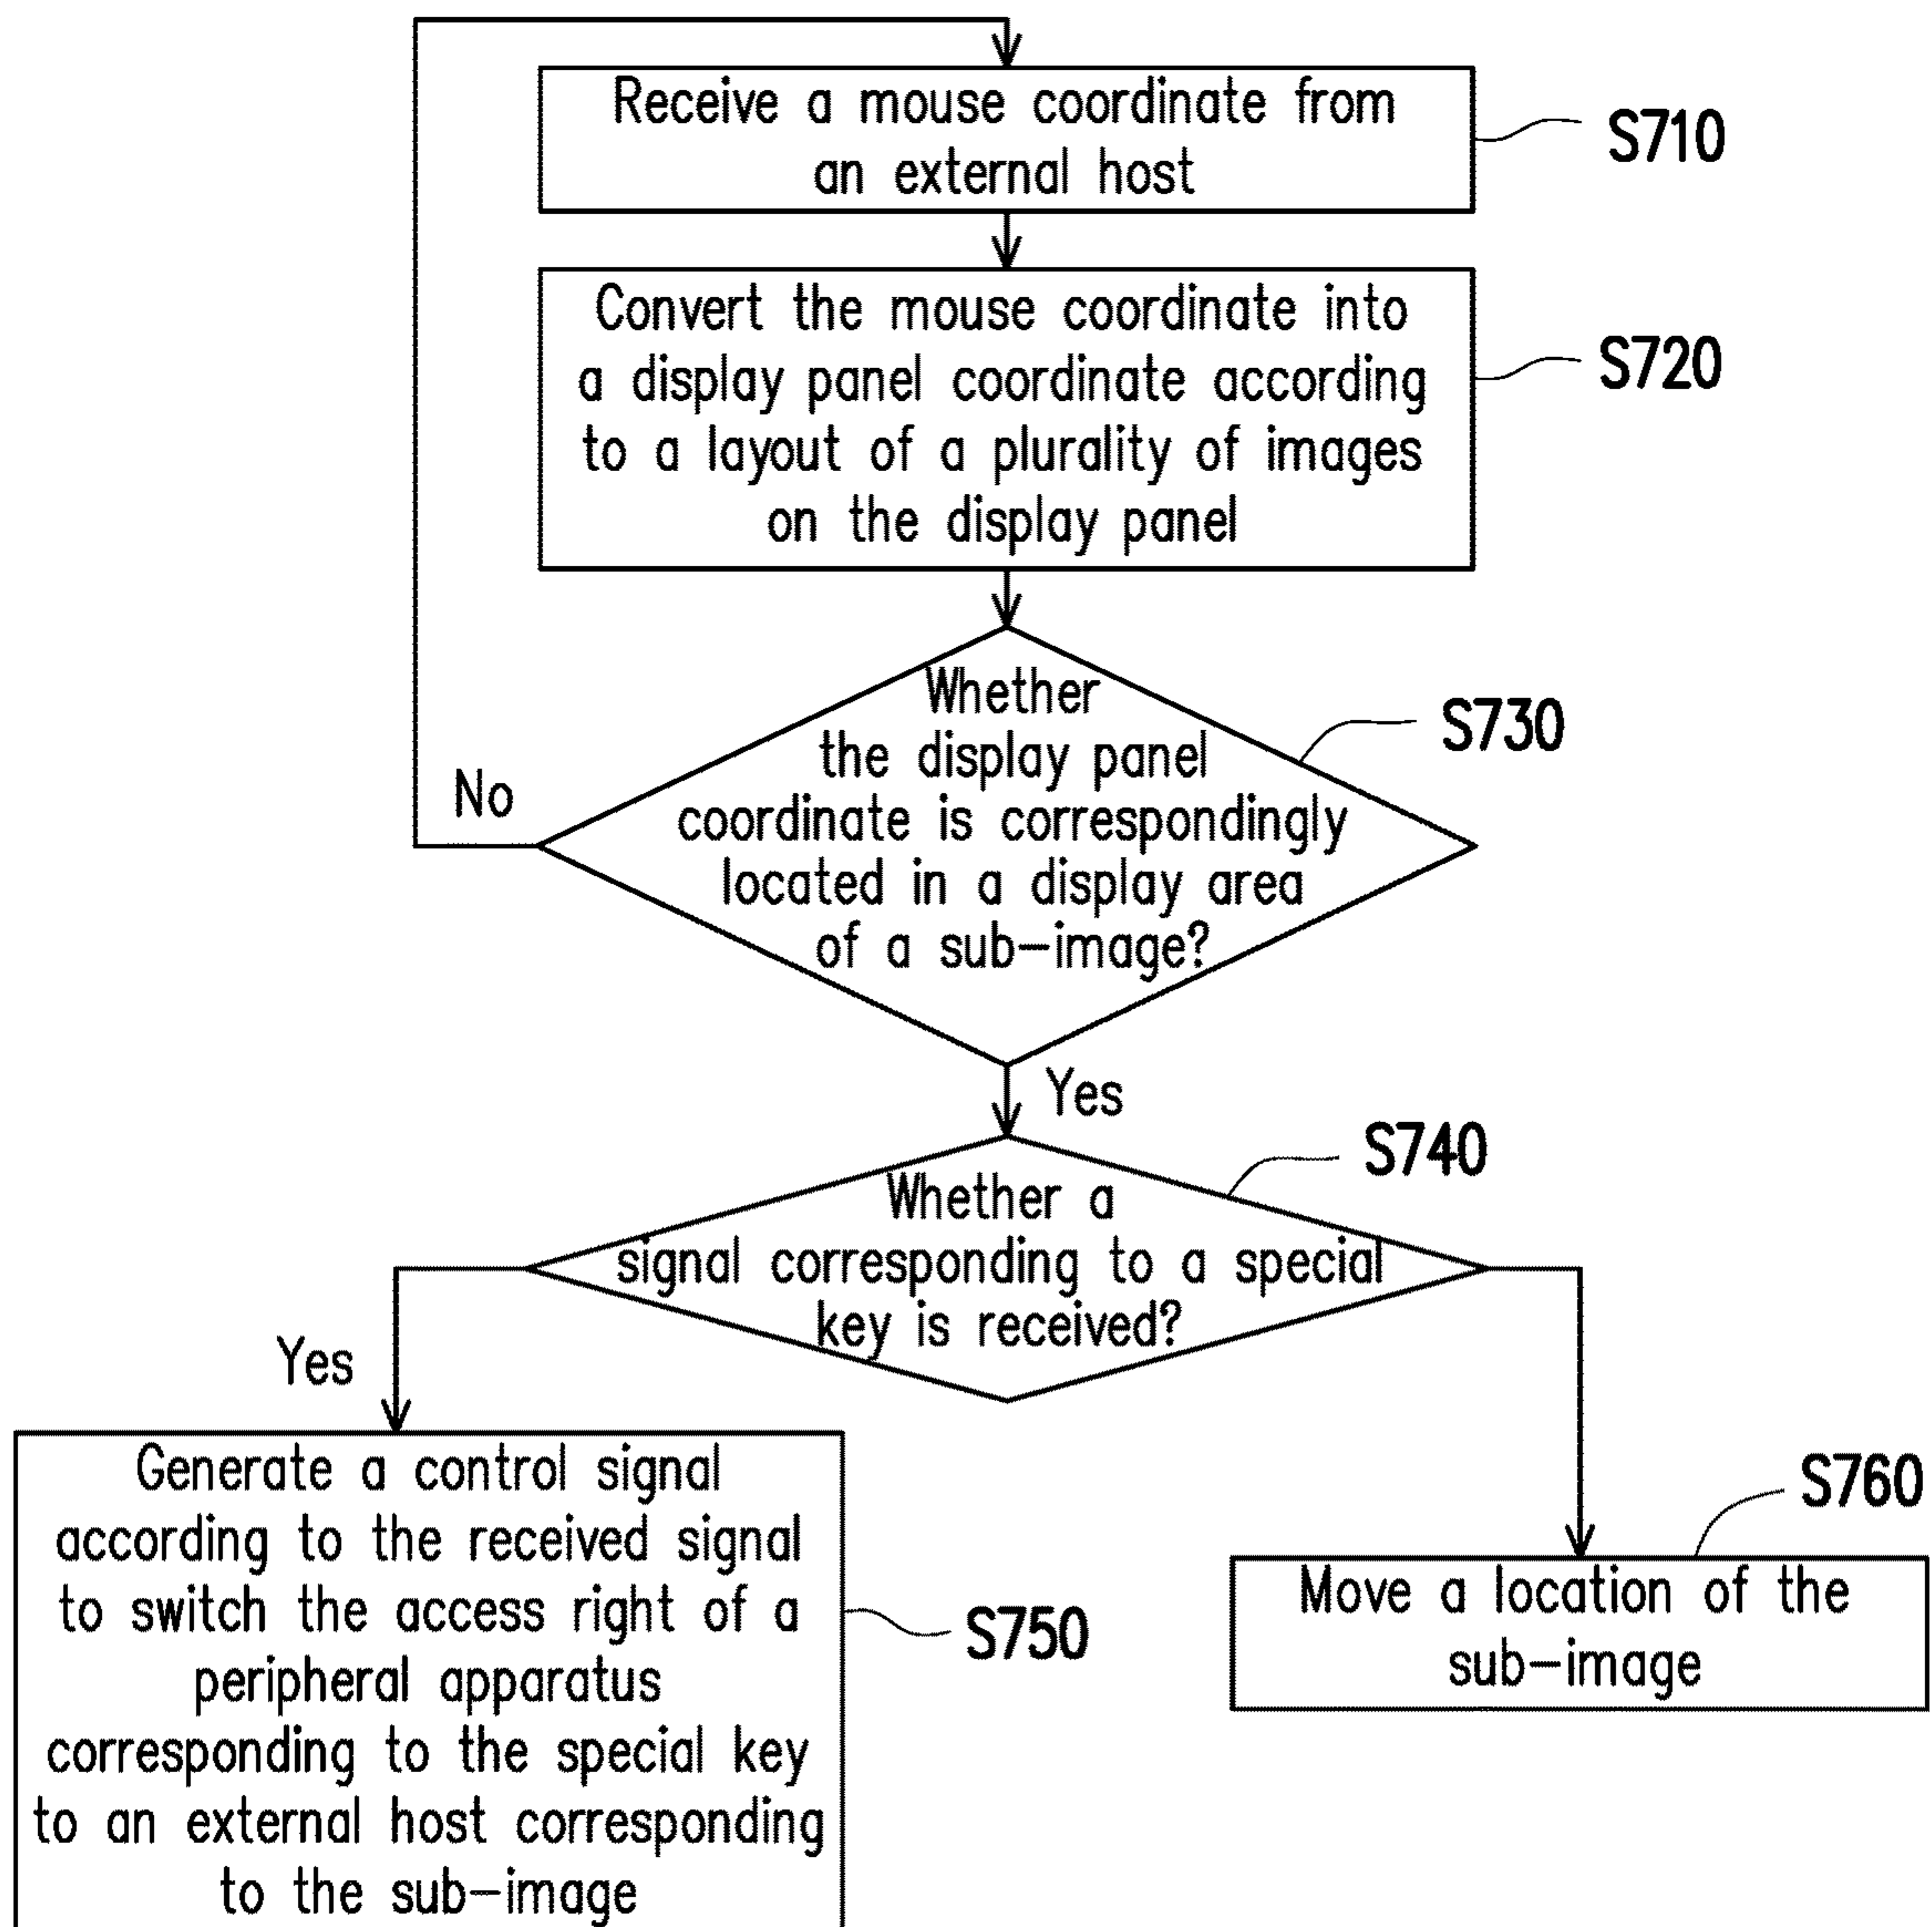 Receive a mouse coordinate from
an external host
S710
Convert the mouse coordinate into
a display panel coordinate according
to a layout of a plurality of images
on the display panel
S720
Whether
the display panel
coordinate is correspondingly
located in a display area
of a sub-image?
S730
No
Yes
Whether a
signal corresponding to a special
key is received?
S740
Yes
Generate a control signal
according to the received signal
to switch the access right of a
peripheral apparatus
corresponding to the special key
to an external host corresponding
to the sub-image
S750
Move a location of the
sub-image
S760